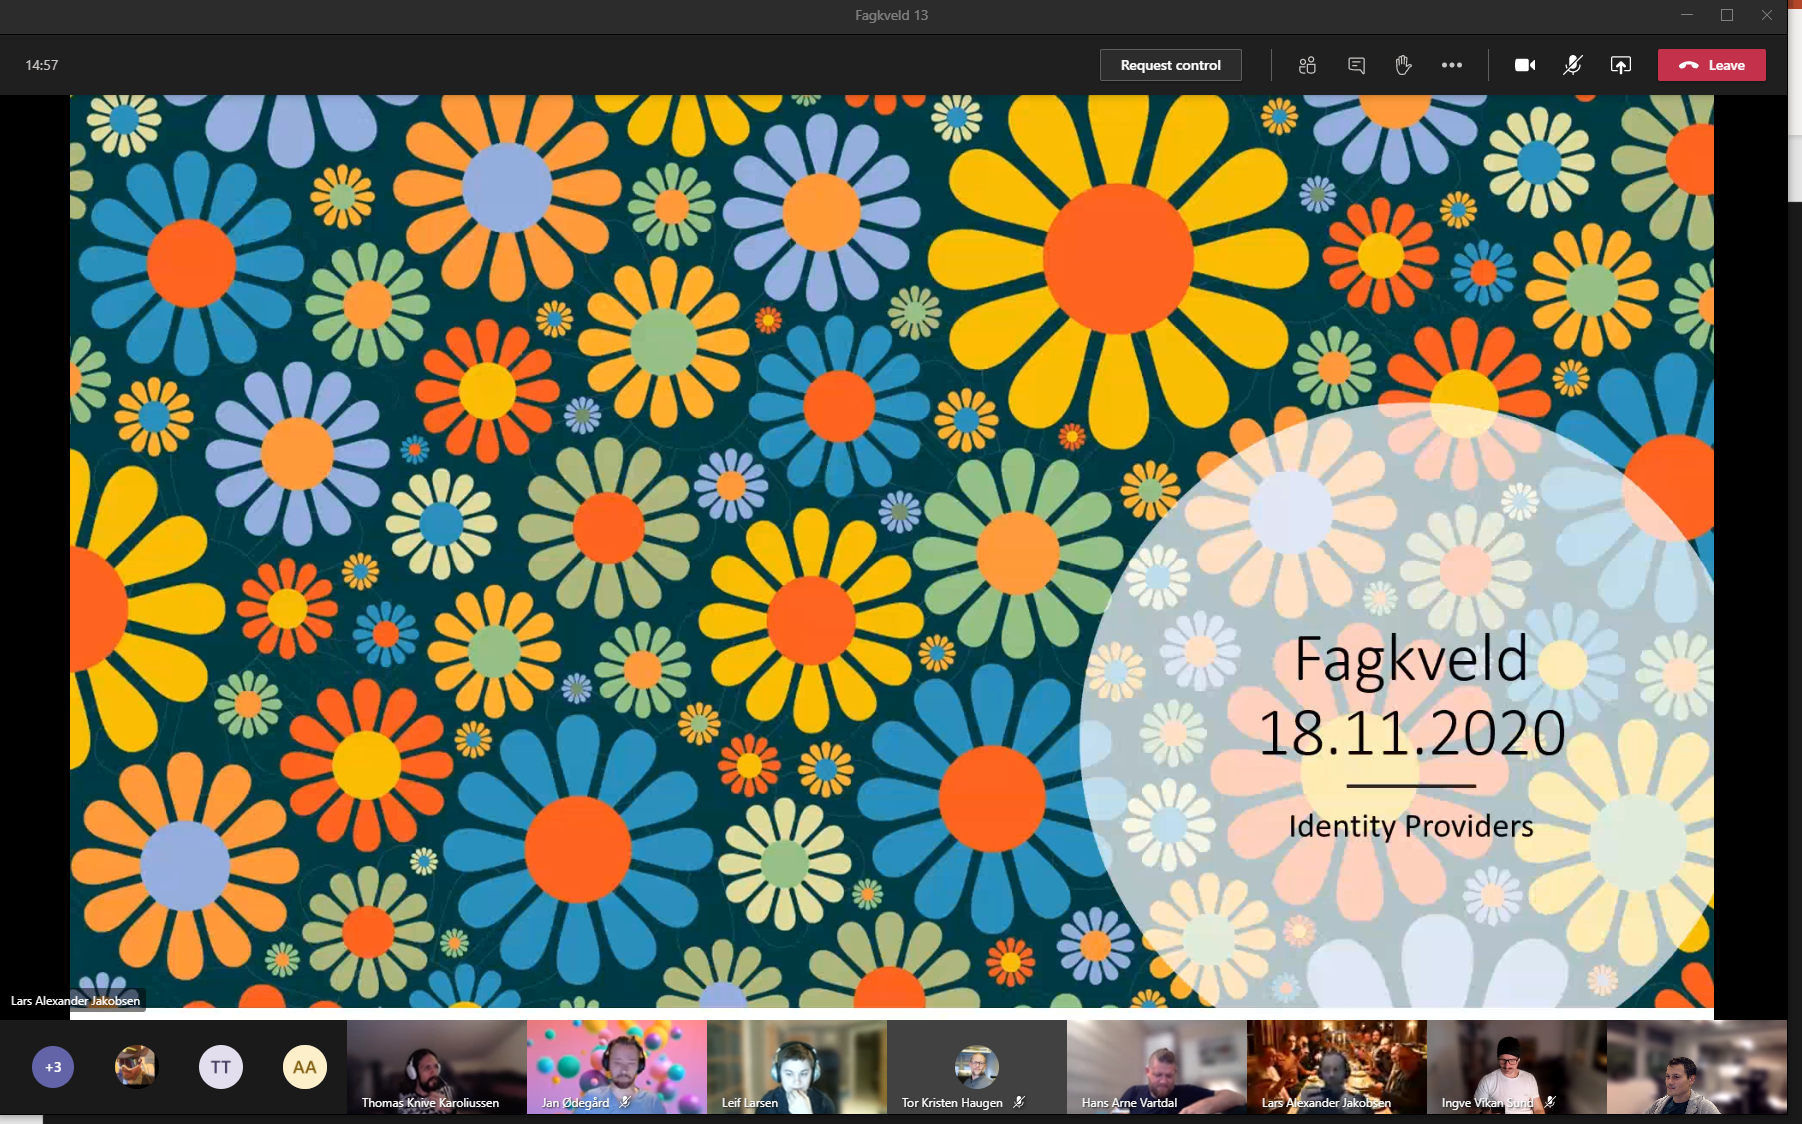 Fagkveld 13
14:57
Request control
Leave
Fagkveld
18.11.2020
Identity Providers
Lars Alexander Jakobsen
+3
TT
AA
Thomas Knive Karoliussen
Jan Ødegård
Leif Larsen
Tor Kristen Haugen
Hans Arne Vartdal
Lars Alexander Jakobsen
Ingve Vikan Sund